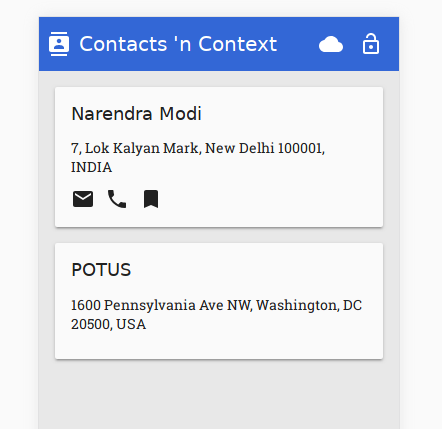 Contacts 'n Context
Narendra Modi
7, Lok Kalyan Mark, New Delhi 100001,
INDIA
POTUS
1600 Pennsylvania Ave NW, Washington, DC
20500, USA